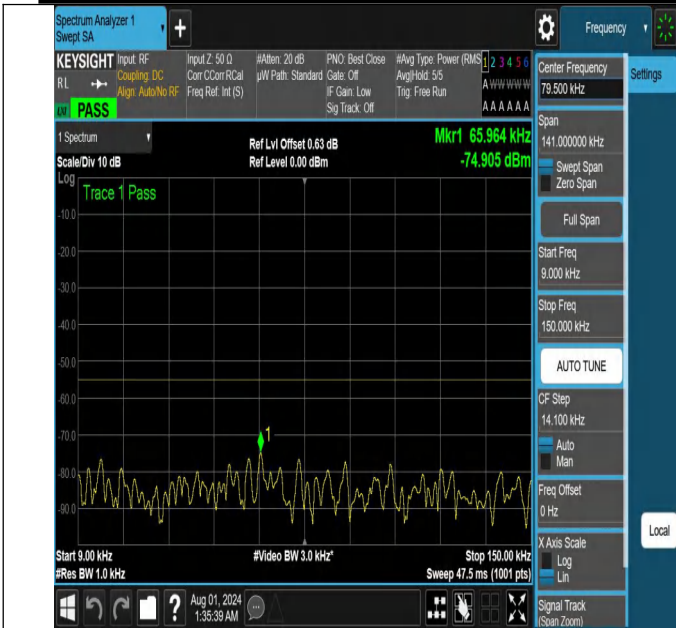 Spectrum Analyzer 1
Swept SA
+
Frequency
KEYSIGHT
RL
PASS
Input: RF
Coupling: DC
Align: Auto/No RF
Input Z: 50 Ω
Corr CCorr RCal
Freq Ref: Int (S)
#Atten: 20 dB
µW Path: Standard
PNO: Best Close
Gate: Off
IF Gain: Low
Sig Track: Off
#Avg Type: Power (RMS
Avg|Hold: 5/5
Trig: Free Run
1 2 3 4 5 6
A W W W W W
A A A A A A
1 Spectrum
Scale/Div 10 dB
Log
Ref Lvl Offset 0.63 dB
Ref Level 0.00 dBm
Mkr1 65.964 kHz
-74.905 dBm
Trace 1 Pass
-10.0
-20.0
-30.0
-40.0
-50.0
-60.0
-70.0
-80.0
-90.0
1
Start 9.00 kHz
#Res BW 1.0 kHz
#Video BW 3.0 kHz*
Stop 150.00 kHz
Sweep 47.5 ms (1001 pts)
?
Aug 01, 2024
1:35:39 AM
Center Frequency
79.500 kHz
Span
141.000000 kHz
Swept Span
Zero Span
Full Span
Start Freq
9.000 kHz
Stop Freq
150.000 kHz
AUTO TUNE
CF Step
14.100 kHz
Auto
Man
Freq Offset
0 Hz
X Axis Scale
Log
Lin
Signal Track
(Span Zoom)
Settings
Local